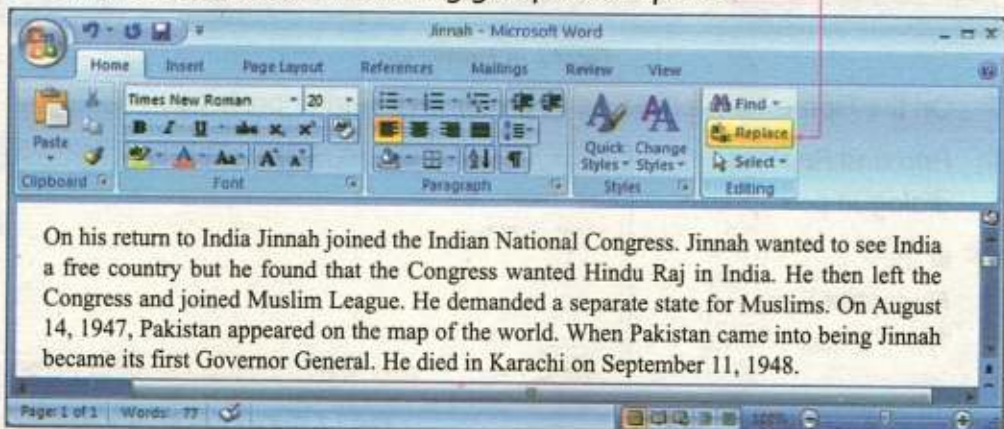 Jinnah - Microsoft Word
Home Insert Page Layout References Mailings Review View
Times New Roman 20
Find
Replace
Select
Paste
Quick Styles
Change Styles
Clipboard Font Paragraph Styles Editing
On his return to India Jinnah joined the Indian National Congress. Jinnah wanted to see India
a free country but he found that the Congress wanted Hindu Raj in India. He then left the
Congress and joined Muslim League. He demanded a separate state for Muslims. On August
14, 1947, Pakistan appeared on the map of the world. When Pakistan came into being Jinnah
became its first Governor General. He died in Karachi on September 11, 1948.
Page: 1 of 1 Words: 77 100%